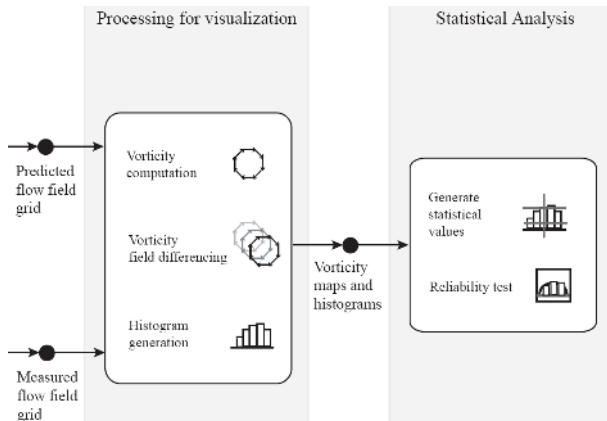 Processing for visualization
Statistical Analysis
Predicted
flow field
grid
Measured
flow field
grid
Vorticity
computation
Vorticity
field differencing
Histogram
generation
Vorticity
maps and
histograms
Generate
statistical
values
Reliability test